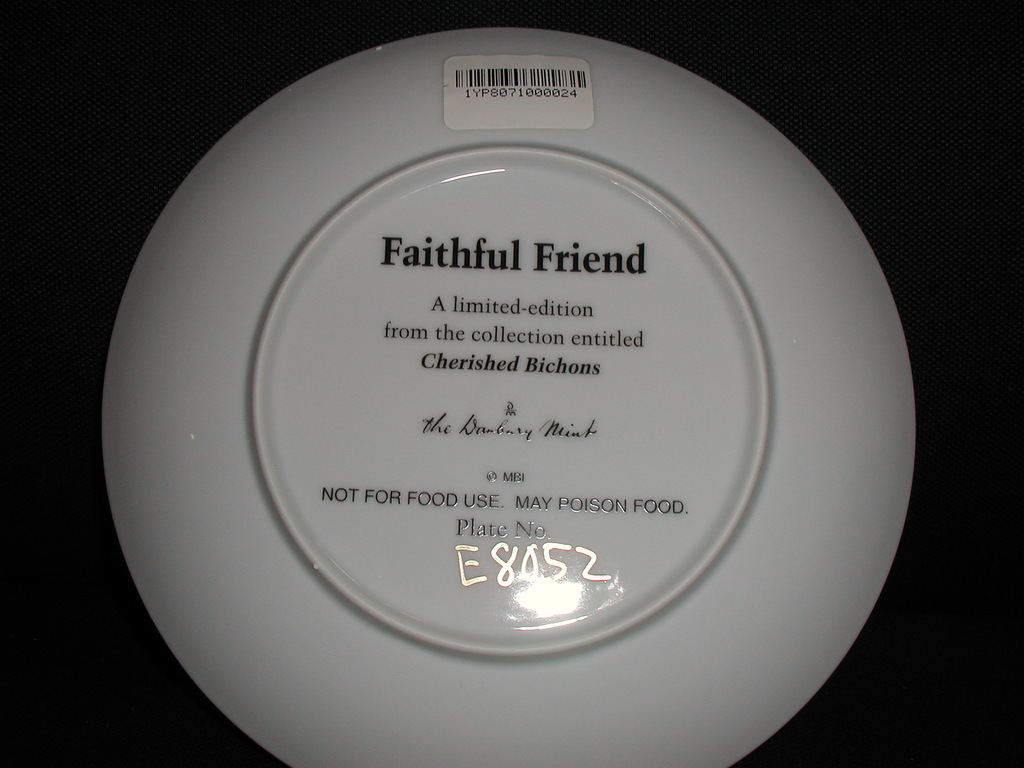 1YP8071000024
Faithful Friend
A limited-edition
from the collection entitled
Cherished Bichons
the Danbury Mint
© MBI
NOT FOR FOOD USE. MAY POISON FOOD.
Plate No.
E8052